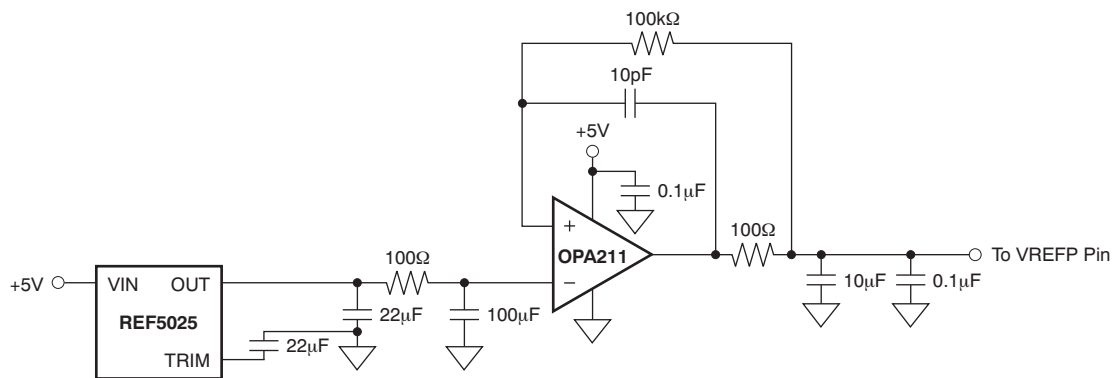 100kΩ
10pF
+5V
0.1μF
+
OPA211
−
100Ω
To VREFP Pin
10μF
0.1μF
100Ω
+5V
VIN
OUT
REF5025
TRIM
22μF
22μF
100μF